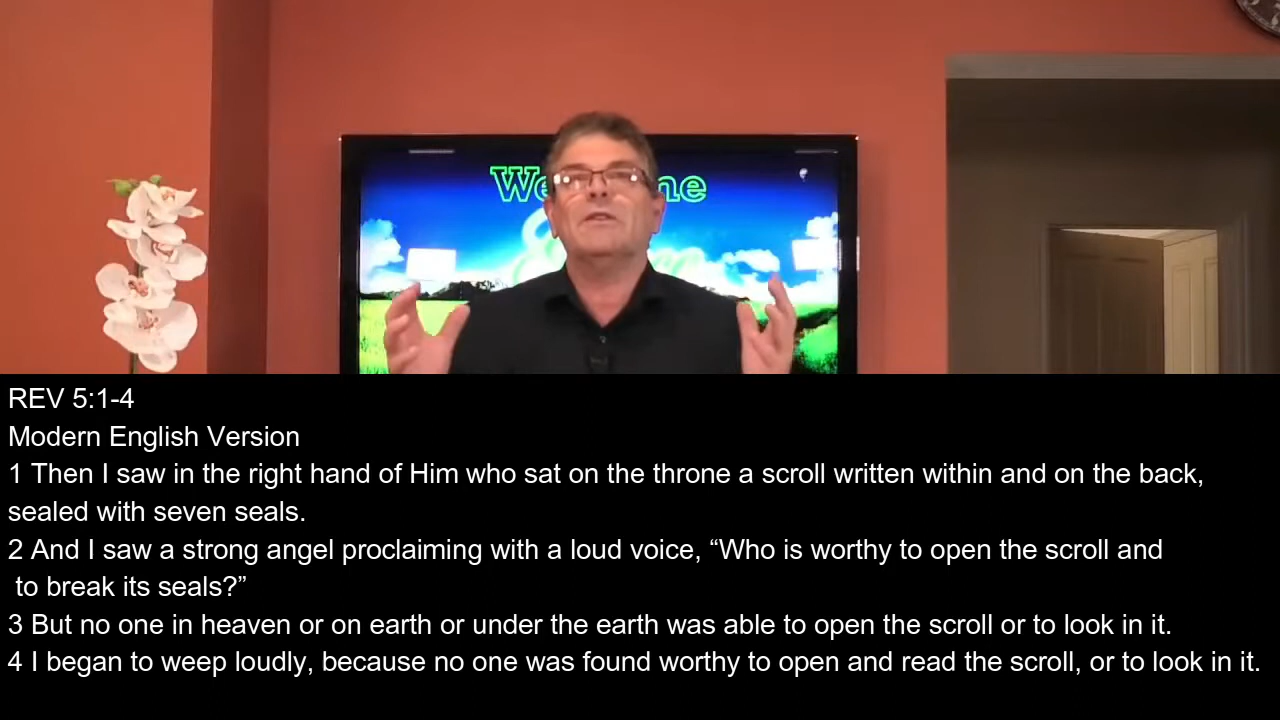 REV 5:1-4
Modern English Version
1 Then I saw in the right hand of Him who sat on the throne a scroll written within and on the back,
sealed with seven seals.
2 And I saw a strong angel proclaiming with a loud voice, “Who is worthy to open the scroll and
to break its seals?”
3 But no one in heaven or on earth or under the earth was able to open the scroll or to look in it.
4 I began to weep loudly, because no one was found worthy to open and read the scroll, or to look in it.